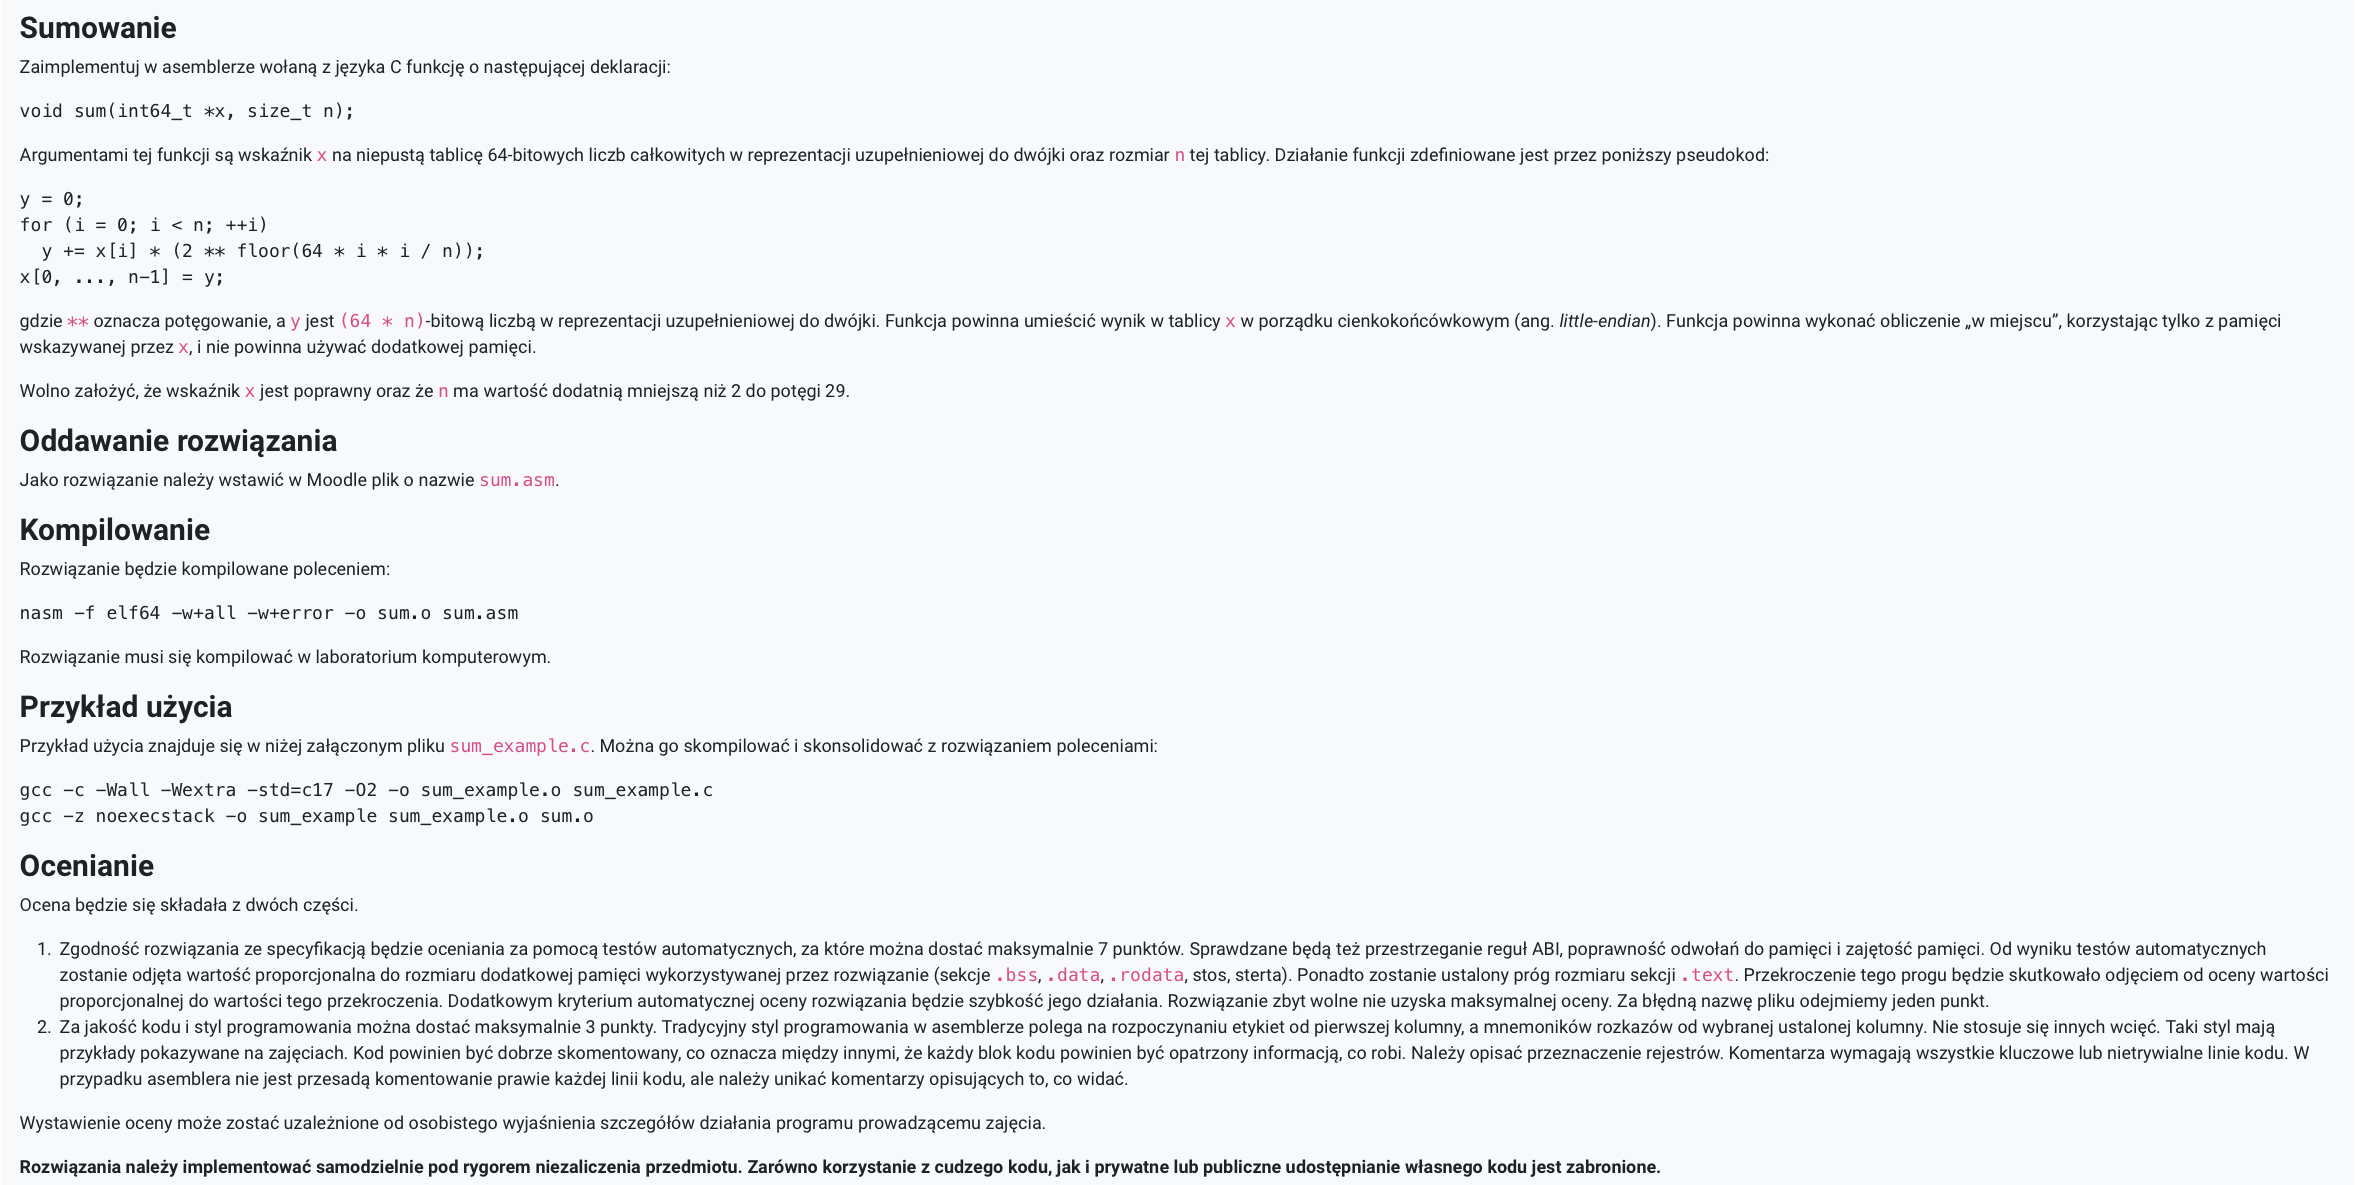 Sumowanie
Zaimplementuj w asemblerze wołaną z języka C funkcję o następującej deklaracji:
void sum(int64_t *x, size_t n);
Argumentami tej funkcji są wskaźnik x na niepustą tablicę 64-bitowych liczb całkowitych w reprezentacji uzupełnieniowej do dwójki oraz rozmiar n tej tablicy. Działanie funkcji zdefiniowane jest przez poniższy pseudokod:
y = 0;
for (i = 0; i < n; ++i)
  y += x[i] * (2 ** floor(64 * i * i / n));
x[0, ..., n-1] = y;
gdzie ** oznacza potęgowanie, a y jest (64 * n)-bitową liczbą w reprezentacji uzupełnieniowej do dwójki. Funkcja powinna umieścić wynik w tablicy x w porządku cienkokońcówkowym (ang. little-endian). Funkcja powinna wykonać obliczenie „w miejscu”, korzystając tylko z pamięci
wskazywanej przez x, i nie powinna używać dodatkowej pamięci.
Wolno założyć, że wskaźnik x jest poprawny oraz że n ma wartość dodatnią mniejszą niż 2 do potęgi 29.
Oddawanie rozwiązania
Jako rozwiązanie należy wstawić w Moodle plik o nazwie sum.asm.
Kompilowanie
Rozwiązanie będzie kompilowane poleceniem:
nasm -f elf64 -w+all -w+error -o sum.o sum.asm
Rozwiązanie musi się kompilować w laboratorium komputerowym.
Przykład użycia
Przykład użycia znajduje się w niżej załączonym pliku sum_example.c. Można go skompilować i skonsolidować z rozwiązaniem poleceniami:
gcc -c -Wall -Wextra -std=c17 -O2 -o sum_example.o sum_example.c
gcc -z noexecstack -o sum_example sum_example.o sum.o
Ocenianie
Ocena będzie się składała z dwóch części.
1. Zgodność rozwiązania ze specyfikacją będzie oceniania za pomocą testów automatycznych, za które można dostać maksymalnie 7 punktów. Sprawdzane będą też przestrzeganie reguł ABI, poprawność odwołań do pamięci i zajętość pamięci. Od wyniku testów automatycznych
zostanie odjęta wartość proporcjonalna do rozmiaru dodatkowej pamięci wykorzystywanej przez rozwiązanie (sekcje .bss, .data, .rodata, stos, sterta). Ponadto zostanie ustalony próg rozmiaru sekcji .text. Przekroczenie tego progu będzie skutkowało odjęciem od oceny wartości
proporcjonalnej do wartości tego przekroczenia. Dodatkowym kryterium automatycznej oceny rozwiązania będzie szybkość jego działania. Rozwiązanie zbyt wolne nie uzyska maksymalnej oceny. Za błędną nazwę pliku odejmiemy jeden punkt.
2. Za jakość kodu i styl programowania można dostać maksymalnie 3 punkty. Tradycyjny styl programowania w asemblerze polega na rozpoczynaniu etykiet od pierwszej kolumny, a mnemoników rozkazów od wybranej ustalonej kolumny. Nie stosuje się innych wcięć. Taki styl mają
przykłady pokazywane na zajęciach. Kod powinien być dobrze skomentowany, co oznacza między innymi, że każdy blok kodu powinien być opatrzony informacją, co robi. Należy opisać przeznaczenie rejestrów. Komentarza wymagają wszystkie kluczowe lub nietrywialne linie kodu. W
przypadku asemblera nie jest przesadą komentowanie prawie każdej linii kodu, ale należy unikać komentarzy opisujących to, co widać.
Wystawienie oceny może zostać uzależnione od osobistego wyjaśnienia szczegółów działania programu prowadzącemu zajęcia.
Rozwiązania należy implementować samodzielnie pod rygorem niezaliczenia przedmiotu. Zarówno korzystanie z cudzego kodu, jak i prywatne lub publiczne udostępnianie własnego kodu jest zabronione.